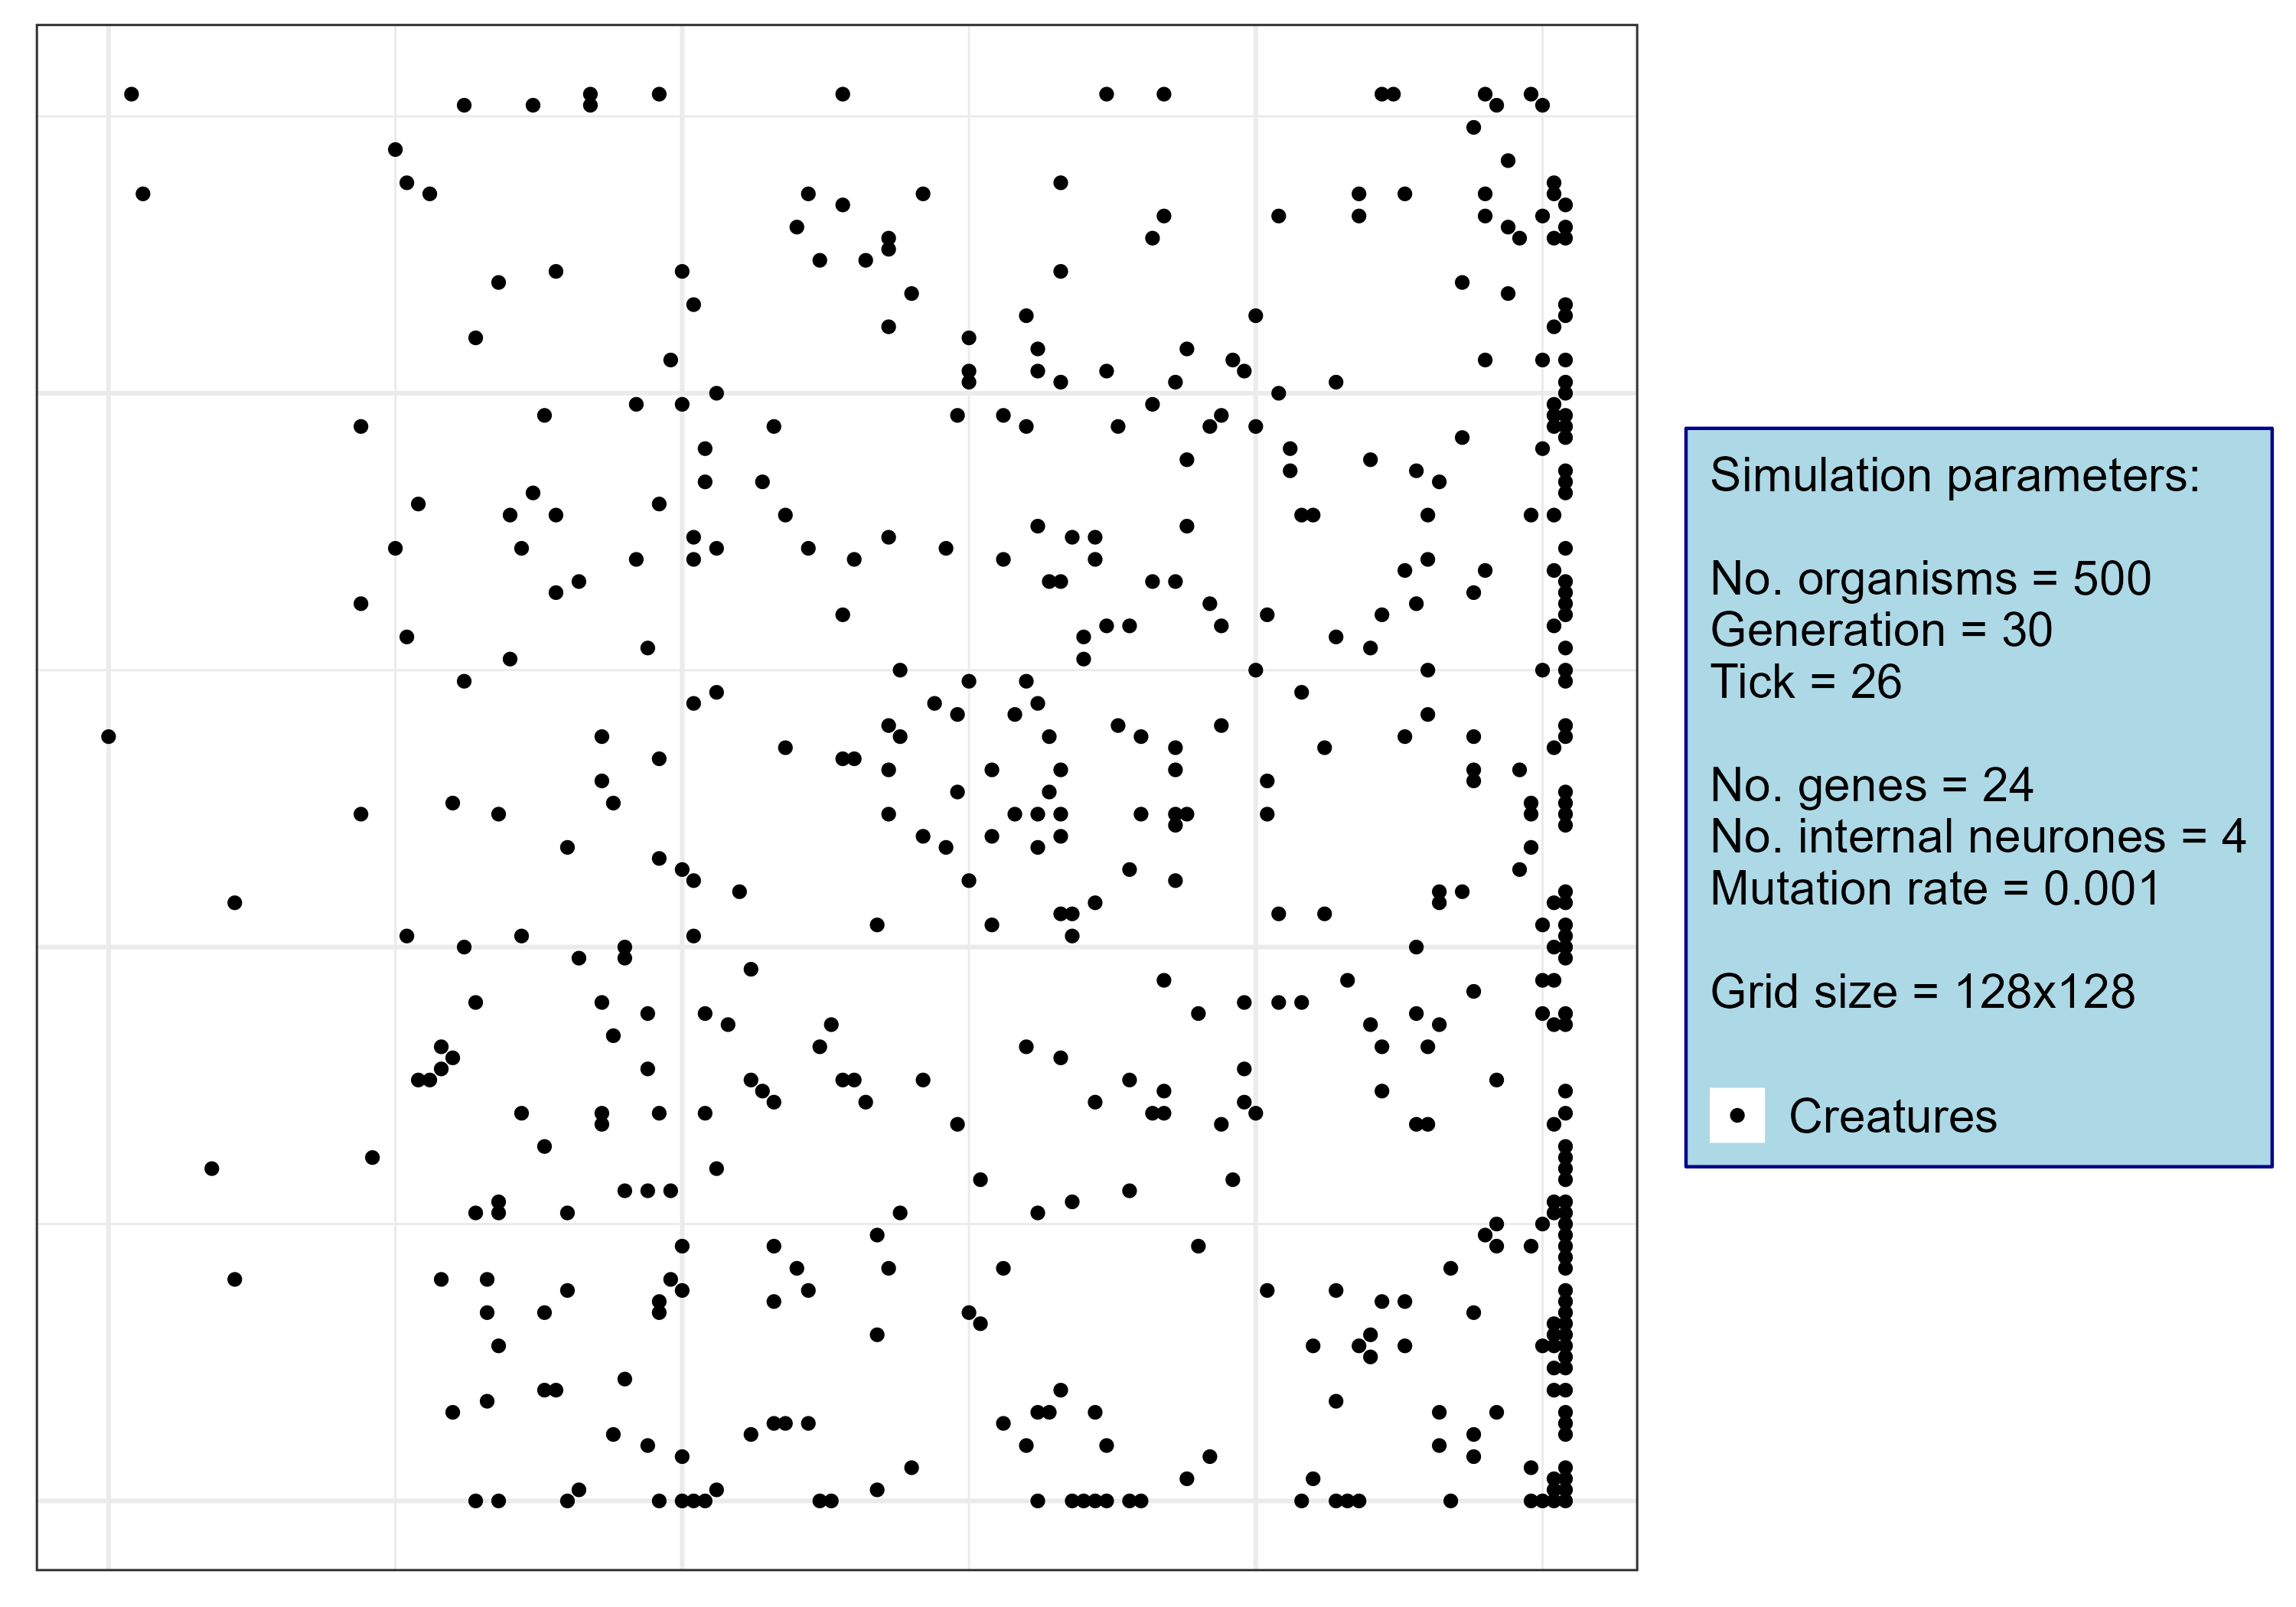 Simulation parameters:
No. organisms = 500
Generation = 30
Tick = 26
No. genes = 24
No. internal neurones = 4
Mutation rate = 0.001
Grid size = 128x128
Creatures